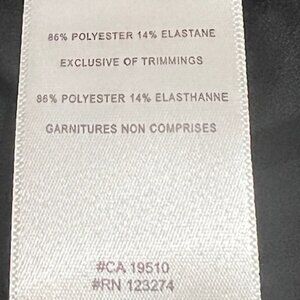 86% POLYESTER 14% ELASTANE
EXCLUSIVE OF TRIMMINGS
86% POLYESTER 14% ELASTHANNE
GARNITURES NON COMPRISES
#CA 19510
#RN 123274